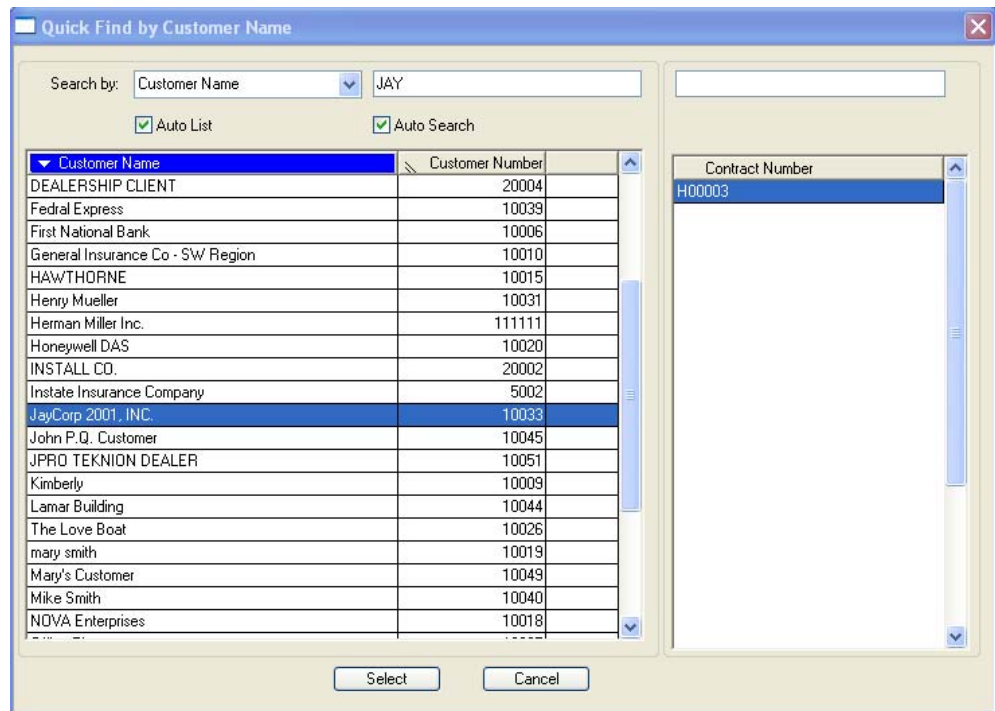 Quick Find by Customer Name
Search by: Customer Name JAY
Auto List Auto Search
Customer Name Customer Number
DEALERSHIP CLIENT 20004
Fedral Express 10039
First National Bank 10006
General Insurance Co - SW Region 10010
HAWTHORNE 10015
Henry Mueller 10031
Herman Miller Inc. 111111
Honeywell DAS 10020
INSTALL CO. 20002
Instate Insurance Company 5002
JayCorp 2001, INC. 10033
John P.Q. Customer 10045
JPRO TEKNION DEALER 10051
Kimberly 10009
Lamar Building 10044
The Love Boat 10026
mary smith 10019
Mary's Customer 10049
Mike Smith 10040
NOVA Enterprises 10018
Contract Number
H00003
Select Cancel